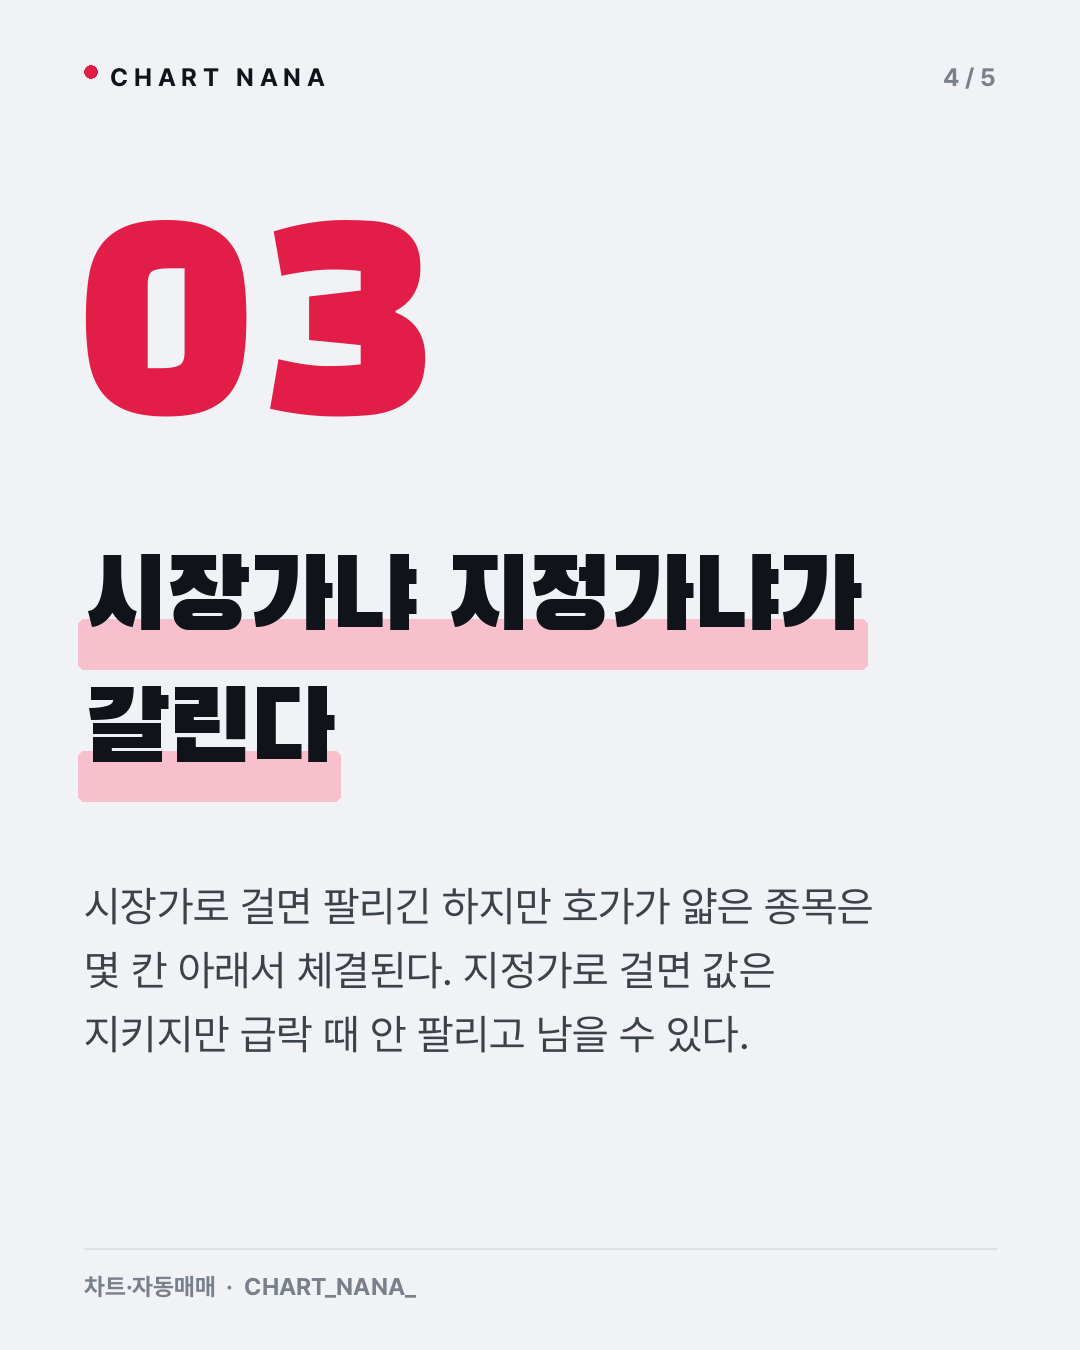 CHART NANA
4 / 5
03
시장가냐 지정가냐가
갈린다
시장가로 걸면 팔리긴 하지만 호가가 얇은 종목은
몇 칸 아래서 체결된다. 지정가로 걸면 값은
지키지만 급락 때 안 팔리고 남을 수 있다.
차트·자동매매 · CHART_NANA_